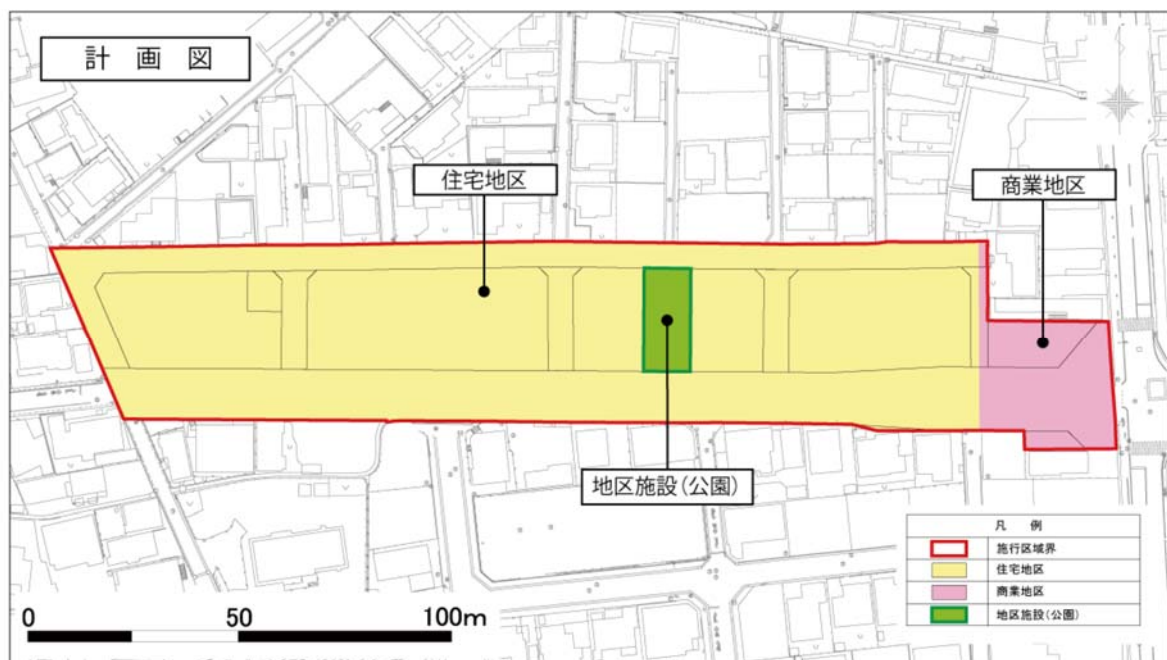 計画図
住宅地区
商業地区
地区施設(公園)
凡例
施行区域界
住宅地区
商業地区
地区施設(公園)
0 50 100m